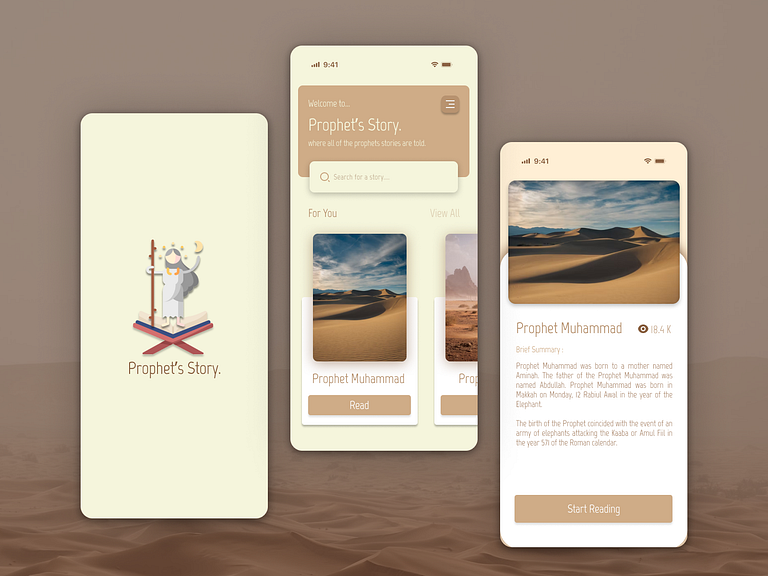 Prophet's Story.
9:41
Welcome to...
Prophet's Story.
where all of the prophets stories are told.
Search for a story...
For You
View All
Prophet Muhammad
Read
Prop
9:41
Prophet Muhammad
18.4 K
Brief Summary :
Prophet Muhammad was born to a mother named
Aminah. The father of the Prophet Muhammad was
named Abdullah. Prophet Muhammad was born in
Makkah on Monday, 12 Rabiul Awal in the year of the
Elephant.
The birth of the Prophet coincided with the event of an
army of elephants attacking the Kaaba or Amul Fiil in
the year 571 of the Roman calendar.
Start Reading